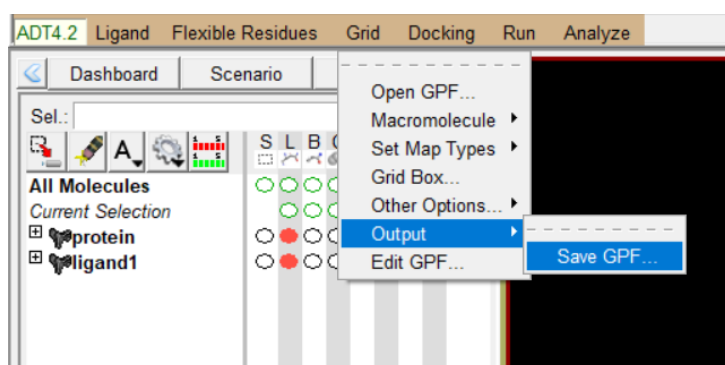 ADT4.2 Ligand Flexible Residues Grid Docking Run Analyze
Dashboard Scenario
Sel.:
A S L B
All Molecules
Current Selection
protein
ligand1
Open GPF...
Macromolecule
Set Map Types
Grid Box...
Other Options...
Output
Edit GPF...
Save GPF...